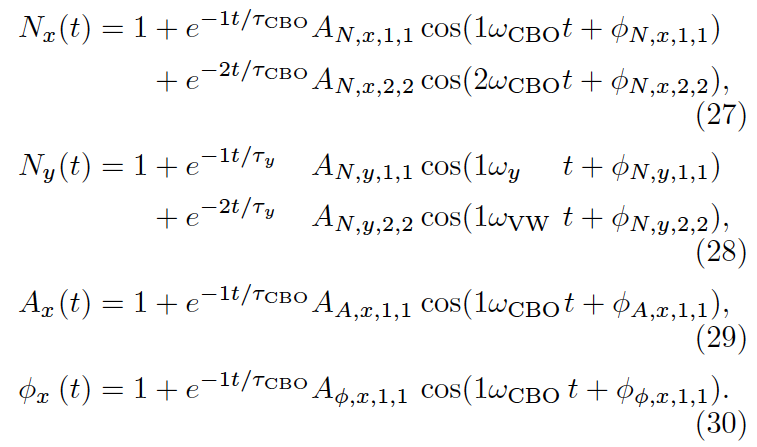 N_x(t) = 1 + e^{-1t/τ_CBO} A_{N,x,1,1} cos(1ω_CBO t + ϕ_{N,x,1,1})
+ e^{-2t/τ_CBO} A_{N,x,2,2} cos(2ω_CBO t + ϕ_{N,x,2,2}),
(27)
N_y(t) = 1 + e^{-1t/τ_y} A_{N,y,1,1} cos(1ω_y t + ϕ_{N,y,1,1})
+ e^{-2t/τ_y} A_{N,y,2,2} cos(1ω_VW t + ϕ_{N,y,2,2}),
(28)
A_x(t) = 1 + e^{-1t/τ_CBO} A_{A,x,1,1} cos(1ω_CBO t + ϕ_{A,x,1,1}),
(29)
ϕ_x (t) = 1 + e^{-1t/τ_CBO} A_{ϕ,x,1,1} cos(1ω_CBO t + ϕ_{ϕ,x,1,1}).
(30)